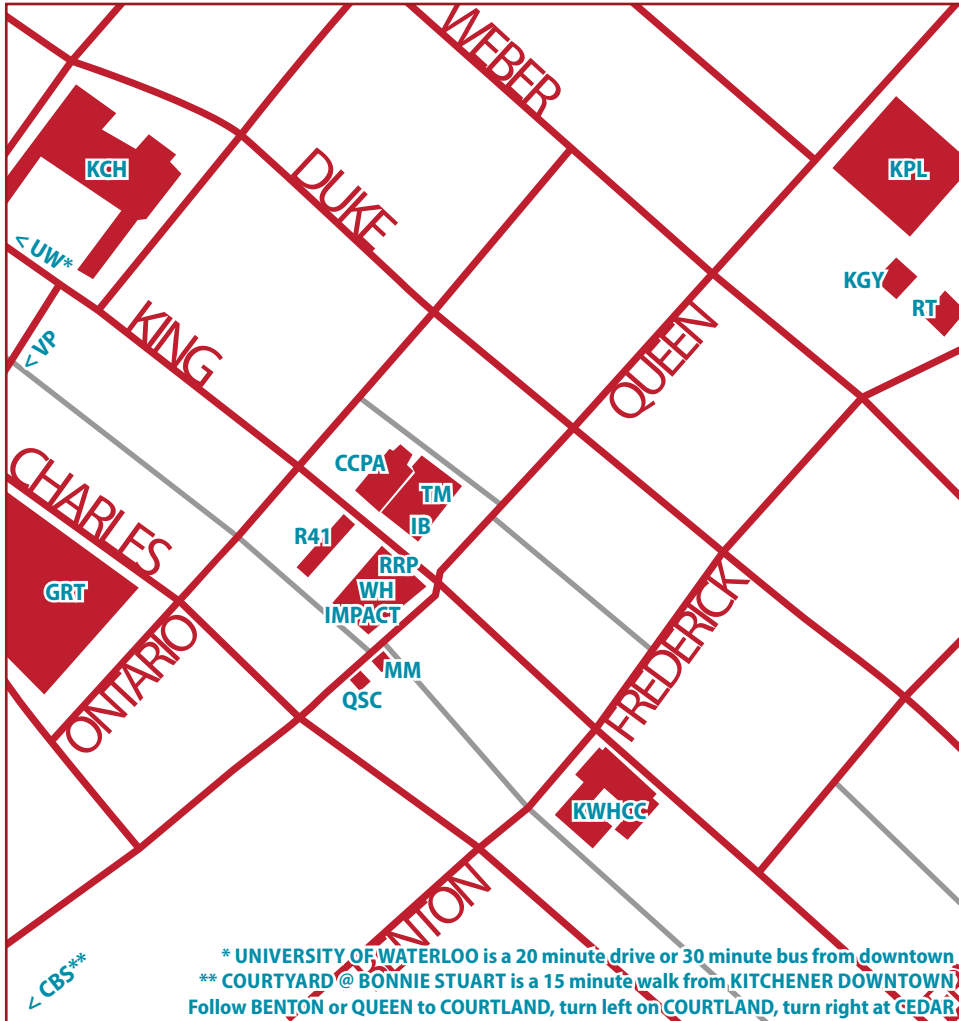 WEBER
KCH
DUKE
KPL
< UW*
KGY
RT
KING
< VP
QUEEN
CHARLES
CCPA
TM
IB
R41
RRP
WH
IMPACT
GRT
ONTARIO
MM
QSC
FREDERICK
KWHCC
ENTON
< CBS**
* UNIVERSITY OF WATERLOO is a 20 minute drive or 30 minute bus from downtown
** COURTYARD @ BONNIE STUART is a 15 minute walk from KITCHENER DOWNTOWN
Follow BENTON or QUEEN to COURTLAND, turn left on COURTLAND, turn right at CEDAR